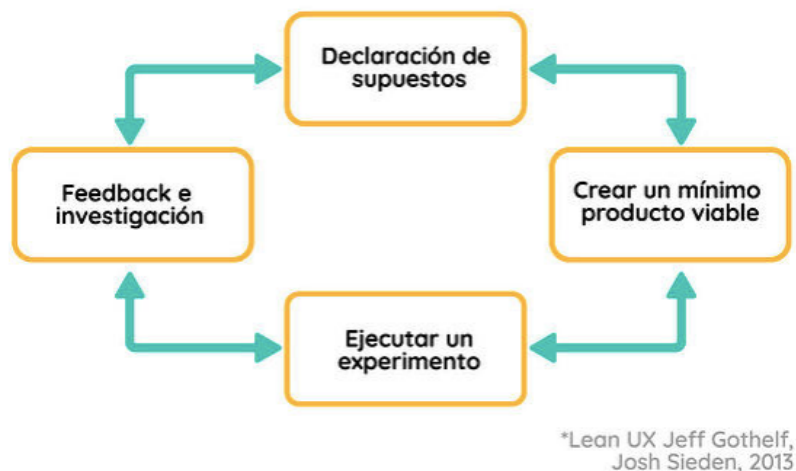 Declaración de
supuestos
Feedback e
investigación
Crear un mínimo
producto viable
Ejecutar un
experimento
*Lean UX Jeff Gothelf,
Josh Sieden, 2013